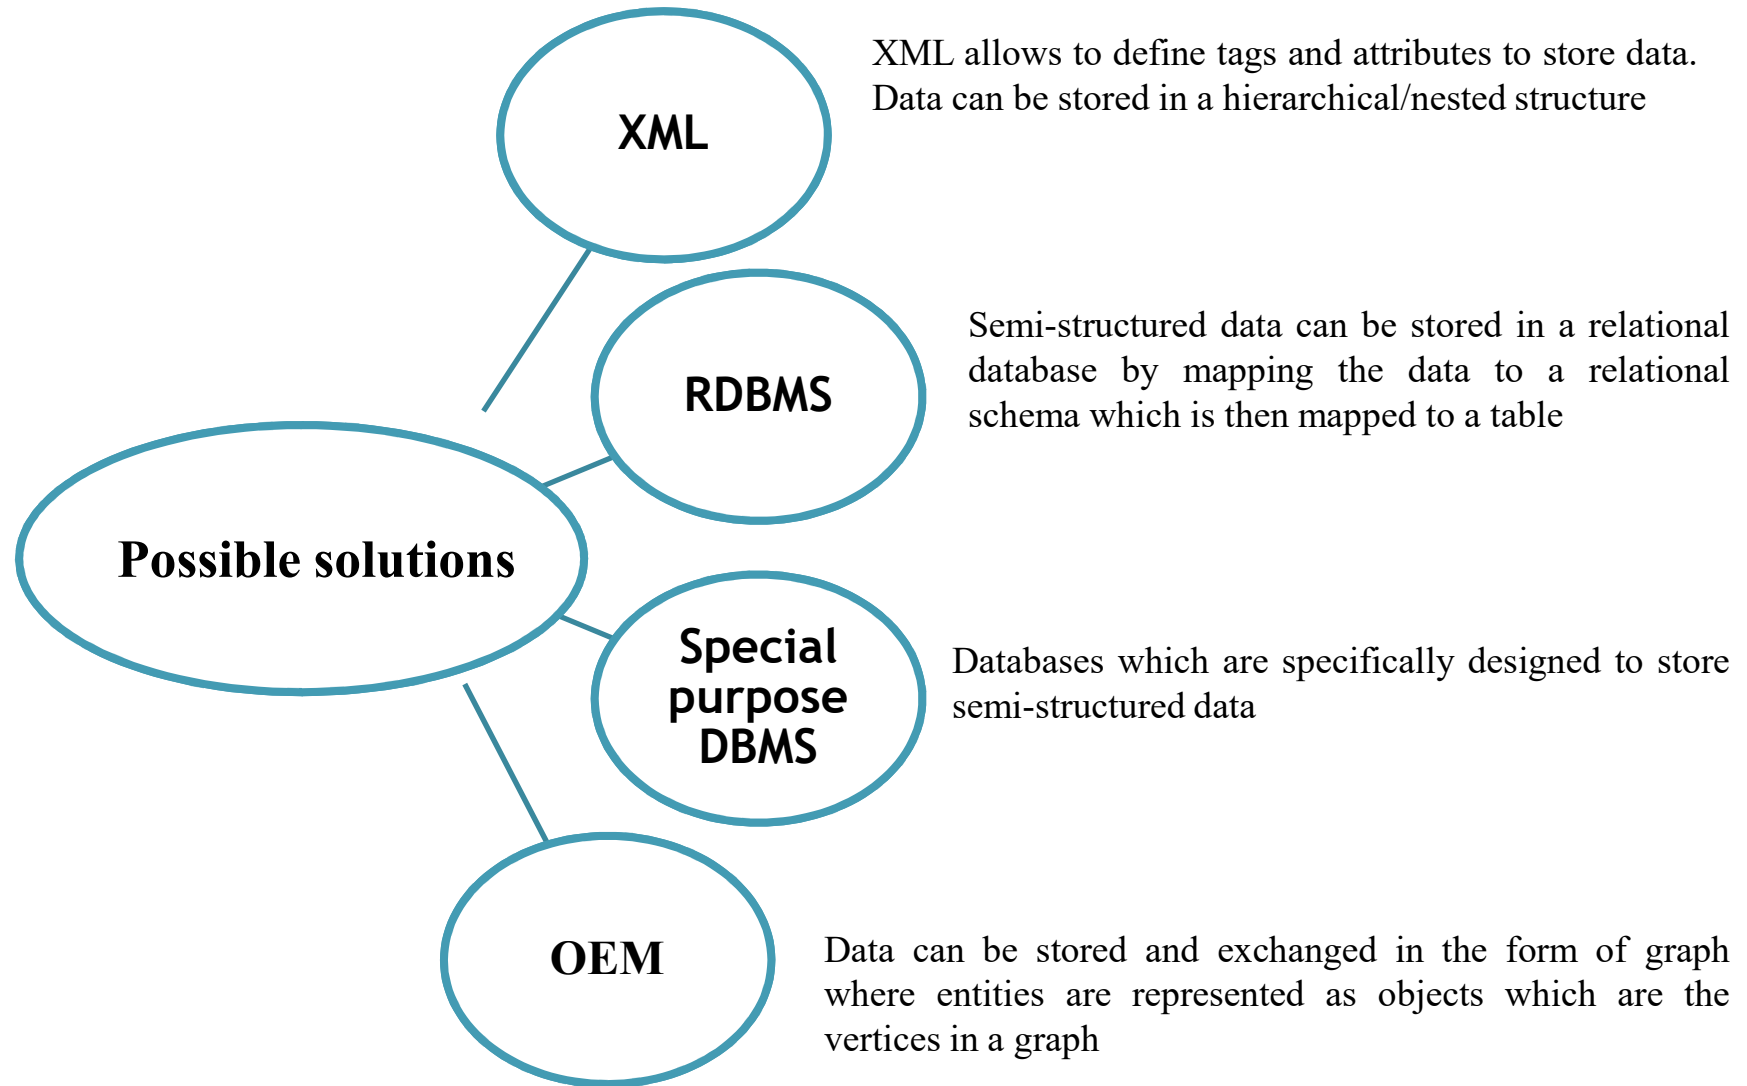 XML
XML allows to define tags and attributes to store data.
Data can be stored in a hierarchical/nested structure
RDBMS
Semi-structured data can be stored in a relational
database by mapping the data to a relational
schema which is then mapped to a table
Possible solutions
Special
purpose
DBMS
Databases which are specifically designed to store
semi-structured data
OEM
Data can be stored and exchanged in the form of graph
where entities are represented as objects which are the
vertices in a graph